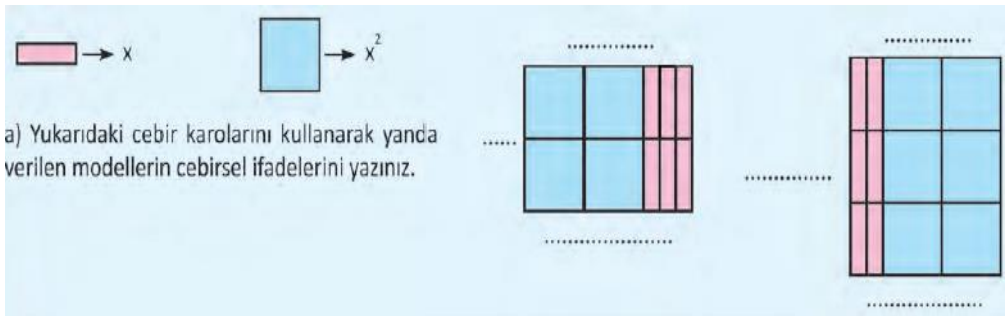 → x
→ x²
a) Yukarıdaki cebir karolarını kullanarak yanda
verilen modellerin cebirsel ifadelerini yazınız.